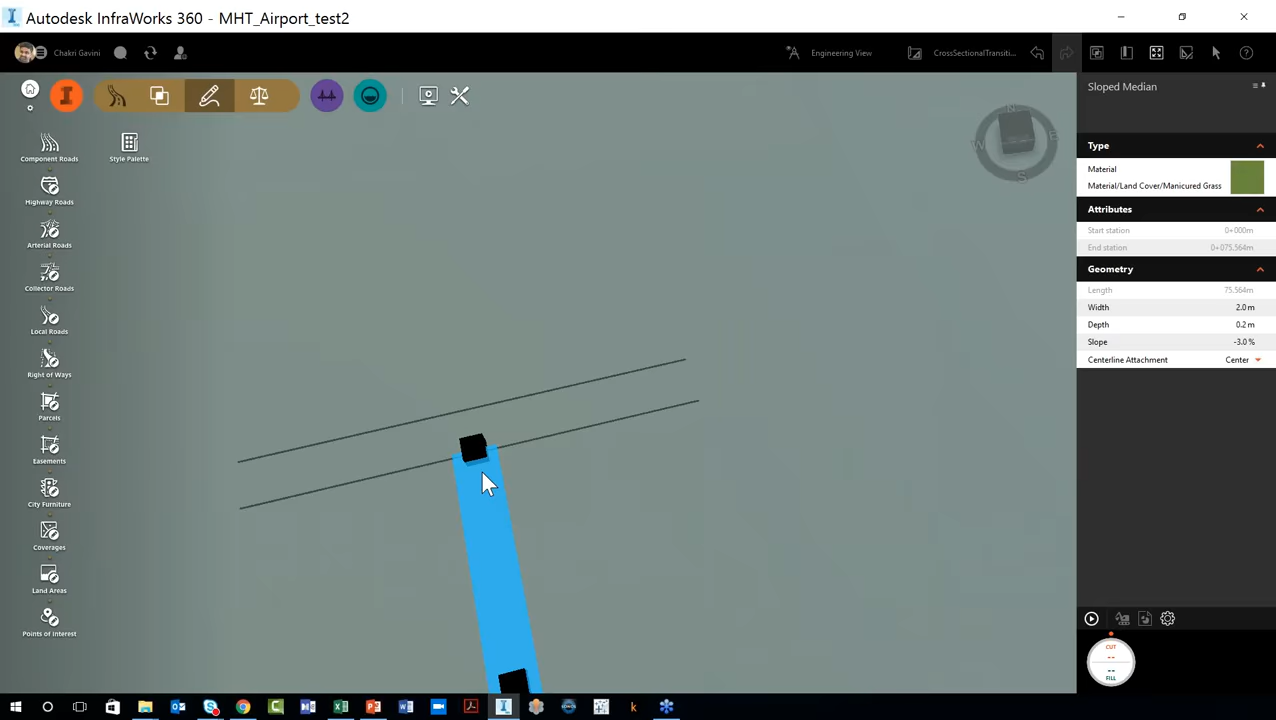 Autodesk InfraWorks 360 - MHT_Airport_test2
Chakri Gavini
Engineering View
CrossSectionalTransiti...
Sloped Median
Component Roads
Style Palette
Highway Roads
Arterial Roads
Collector Roads
Local Roads
Right of Ways
Parcels
Easements
City Furniture
Coverages
Land Areas
Points of Interest
N
W
E
S
Type
Material
Material/Land Cover/Manicured Grass
Attributes
Start station 0+000m
End station 0+075.564m
Geometry
Length 75.564m
Width 2.0 m
Depth 0.2 m
Slope -3.0 %
Centerline Attachment Center
CUT
--
--
FILL